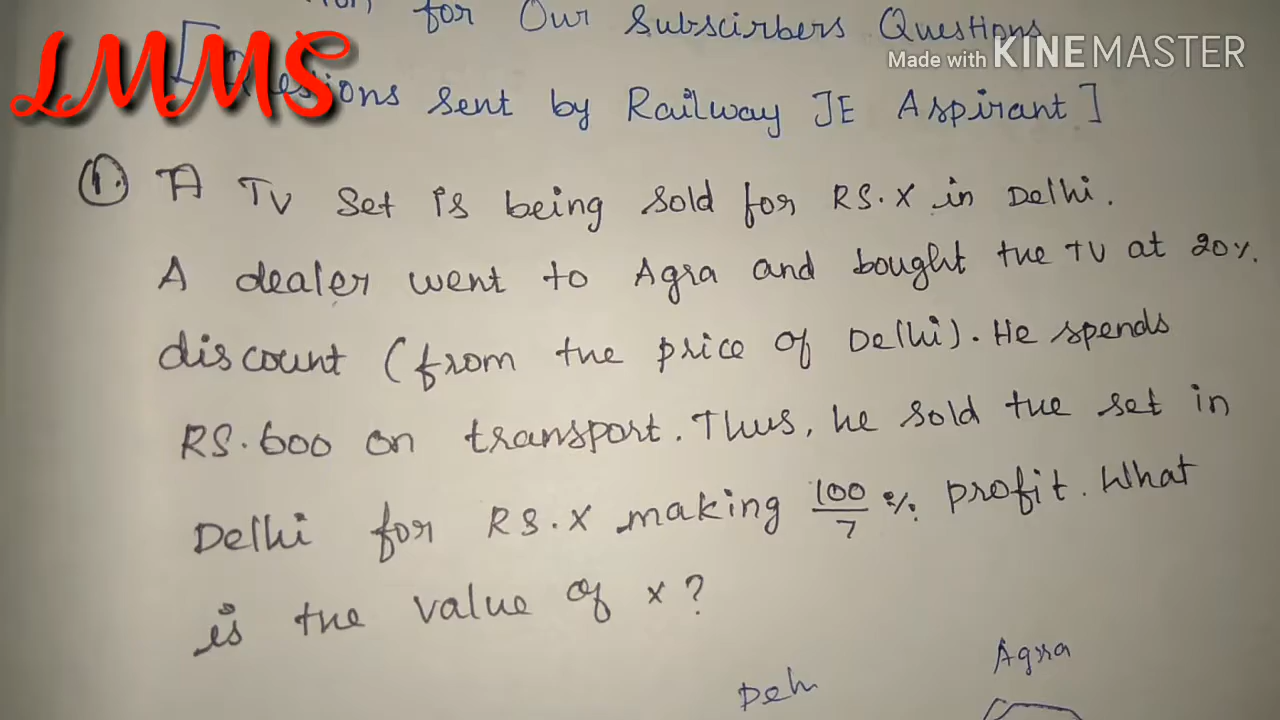 for Our Subscirbers Questions
Made with KINEMASTER
LMMS
sent by Railway JE Aspirant]
1. A TV Set is being sold for RS.X in Delhi.
A dealer went to Agra and bought the TV at 20%
discount (from the price of Delhi). He spends
RS.600 on transport. Thus, he sold the set in
Delhi for RS.X making 100/7 % profit. What
is the value of x?
Agra
Delh